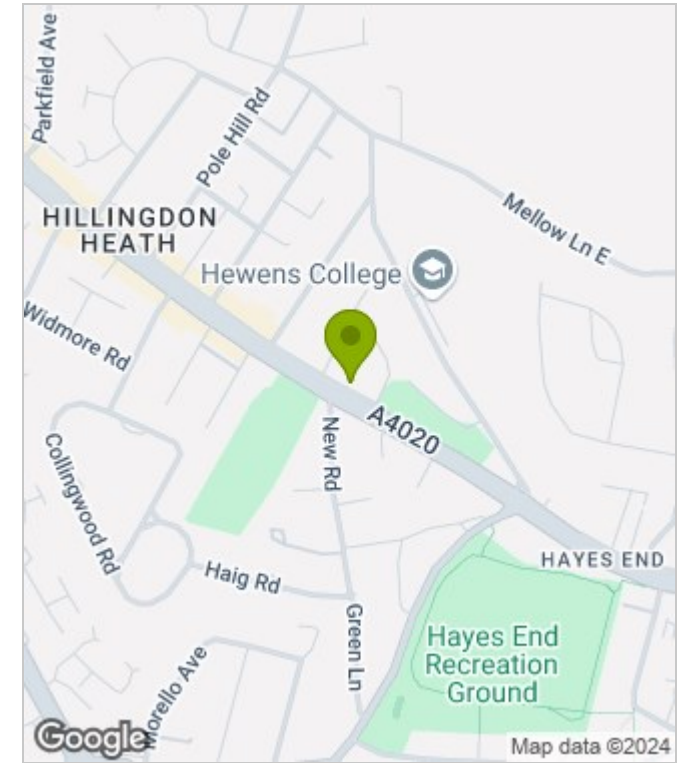 Parkfield Ave
Pole Hill Rd
HILLINGDON
HEATH
Mellow Ln E
Hewens College
Widmore Rd
A4020
New Rd
Collingwood Rd
HAYES END
Haig Rd
Green Ln
Hayes End
Recreation
Ground
Morello Ave
Google
Map data ©2024